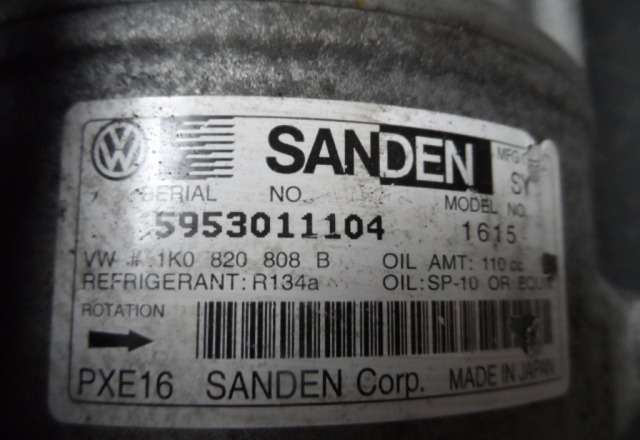 SANDEN
SERIAL NO. MODEL NO.
5953011104 1615
VW # 1K0 820 808 B OIL AMT: 110 cc
REFRIGERANT: R134a OIL: SP-10 OR
ROTATION
PXE16 SANDEN Corp. MADE IN JAPAN